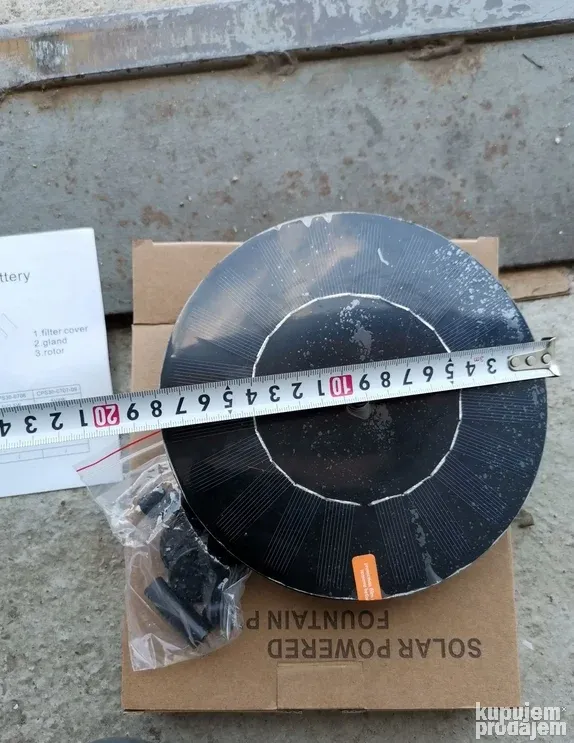 ttery
1.filter cover
2.gland
3.rotor
4 3 2 1 20 9 8 7 6 5 4 3 2 1 10 9 8 7 6 5 4 3
SOLAR POWERED
FOUNTAIN P
kupujem
prodajem